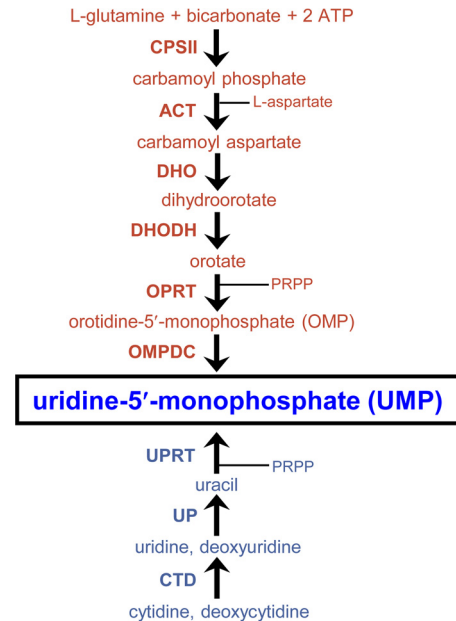 L-glutamine + bicarbonate + 2 ATP
CPSII
carbamoyl phosphate
ACT
L-aspartate
carbamoyl aspartate
DHO
dihydroorotate
DHODH
orotate
OPRT
PRPP
orotidine-5′-monophosphate (OMP)
OMPDC
uridine-5′-monophosphate (UMP)
UPRT
PRPP
uracil
UP
uridine, deoxyuridine
CTD
cytidine, deoxycytidine